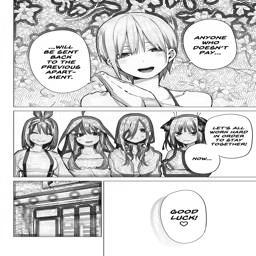 ANYONE
WHO
DOESN'T
PAY...
...WILL
BE SENT
BACK
TO THE
PREVIOUS
APART-
MENT.
LET'S ALL
WORK HARD
IN ORDER
TO STAY
TOGETHER!
NOW...
GOOD
LUCK!
♡